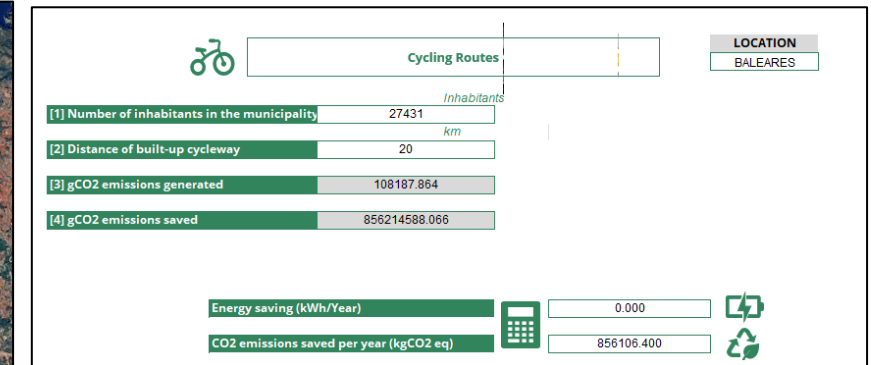 LOCATION
Cycling Routes
BALEARES
Inhabitants
[1] Number of inhabitants in the municipality 27431
km
[2] Distance of built-up cycleway 20
[3] gCO2 emissions generated 108187.864
[4] gCO2 emissions saved 856214588.066
Energy saving (kWh/Year) 0.000
CO2 emissions saved per year (kgCO2 eq) 856106.400